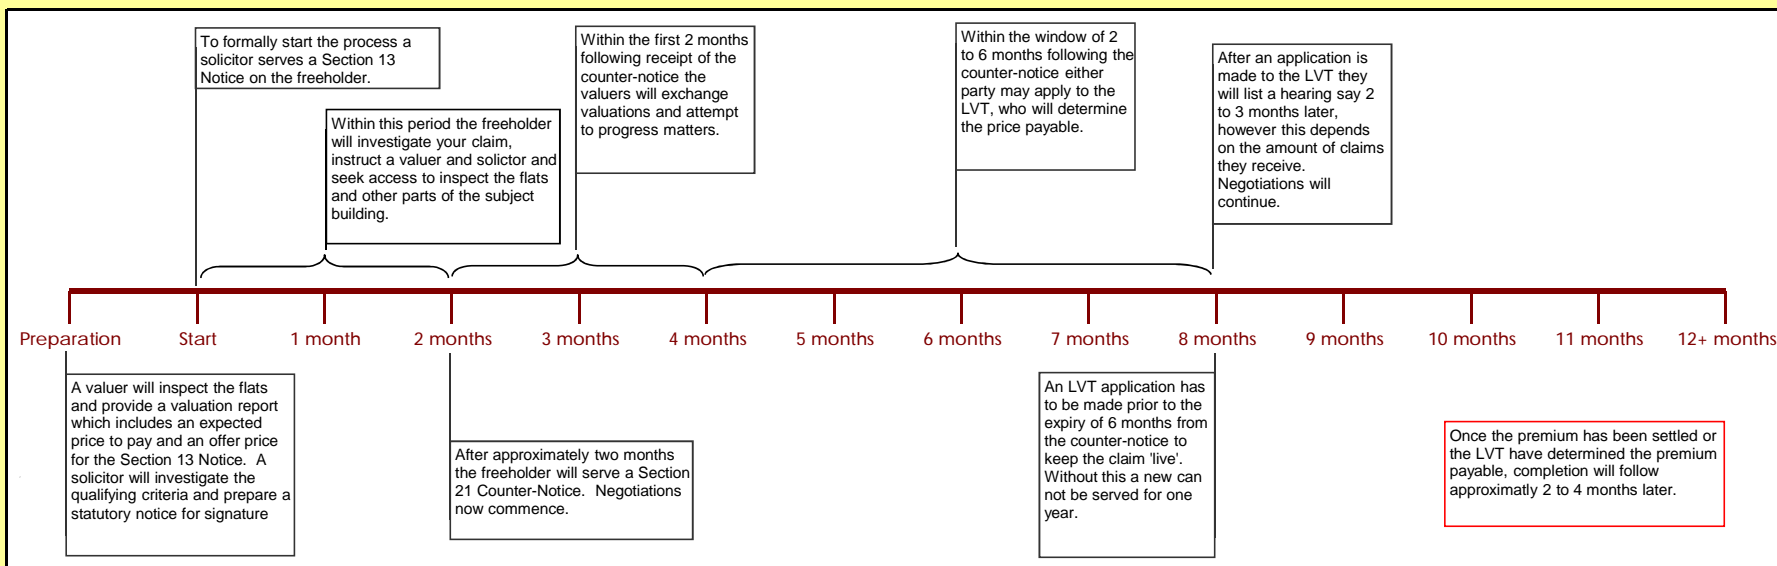 To formally start the process a
solicitor serves a Section 13
Notice on the freeholder.
Within this period the freeholder
will investigate your claim,
instruct a valuer and solictor and
seek access to inspect the flats
and other parts of the subject
building.
Within the first 2 months
following receipt of the
counter-notice the
valuers will exchange
valuations and attempt
to progress matters.
Within the window of 2
to 6 months following the
counter-notice either
party may apply to the
LVT, who will determine
the price payable.
After an application is
made to the LVT they
will list a hearing say 2
to 3 months later,
however this depends
on the amount of claims
they receive.
Negotiations will
continue.
Preparation
Start
1 month
2 months
3 months
4 months
5 months
6 months
7 months
8 months
9 months
10 months
11 months
12+ months
A valuer will inspect the flats
and provide a valuation report
which includes an expected
price to pay and an offer price
for the Section 13 Notice. A
solicitor will investigate the
qualifying criteria and prepare a
statutory notice for signature
After approximately two months
the freeholder will serve a Section
21 Counter-Notice. Negotiations
now commence.
An LVT application has
to be made prior to the
expiry of 6 months from
the counter-notice to
keep the claim 'live'.
Without this a new can
not be served for one
year.
Once the premium has been settled or
the LVT have determined the premium
payable, completion will follow
approximatly 2 to 4 months later.